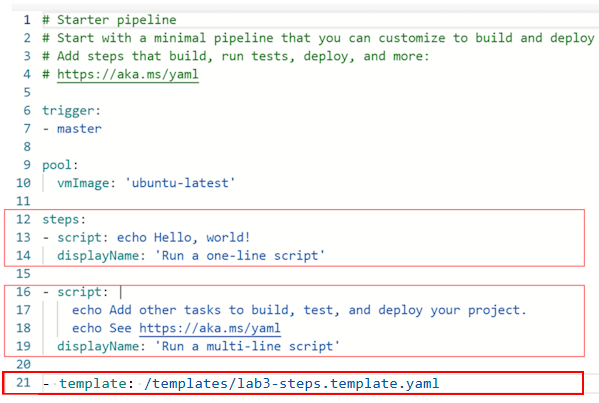 1 # Starter pipeline
2 # Start with a minimal pipeline that you can customize to build and deploy
3 # Add steps that build, run tests, deploy, and more:
4 # https://aka.ms/yaml
5
6 trigger:
7 - master
8
9 pool:
10   vmImage: 'ubuntu-latest'
11
12 steps:
13 - script: echo Hello, world!
14   displayName: 'Run a one-line script'
15
16 - script: |
17     echo Add other tasks to build, test, and deploy your project.
18     echo See https://aka.ms/yaml
19   displayName: 'Run a multi-line script'
20
21 - template: /templates/lab3-steps.template.yaml